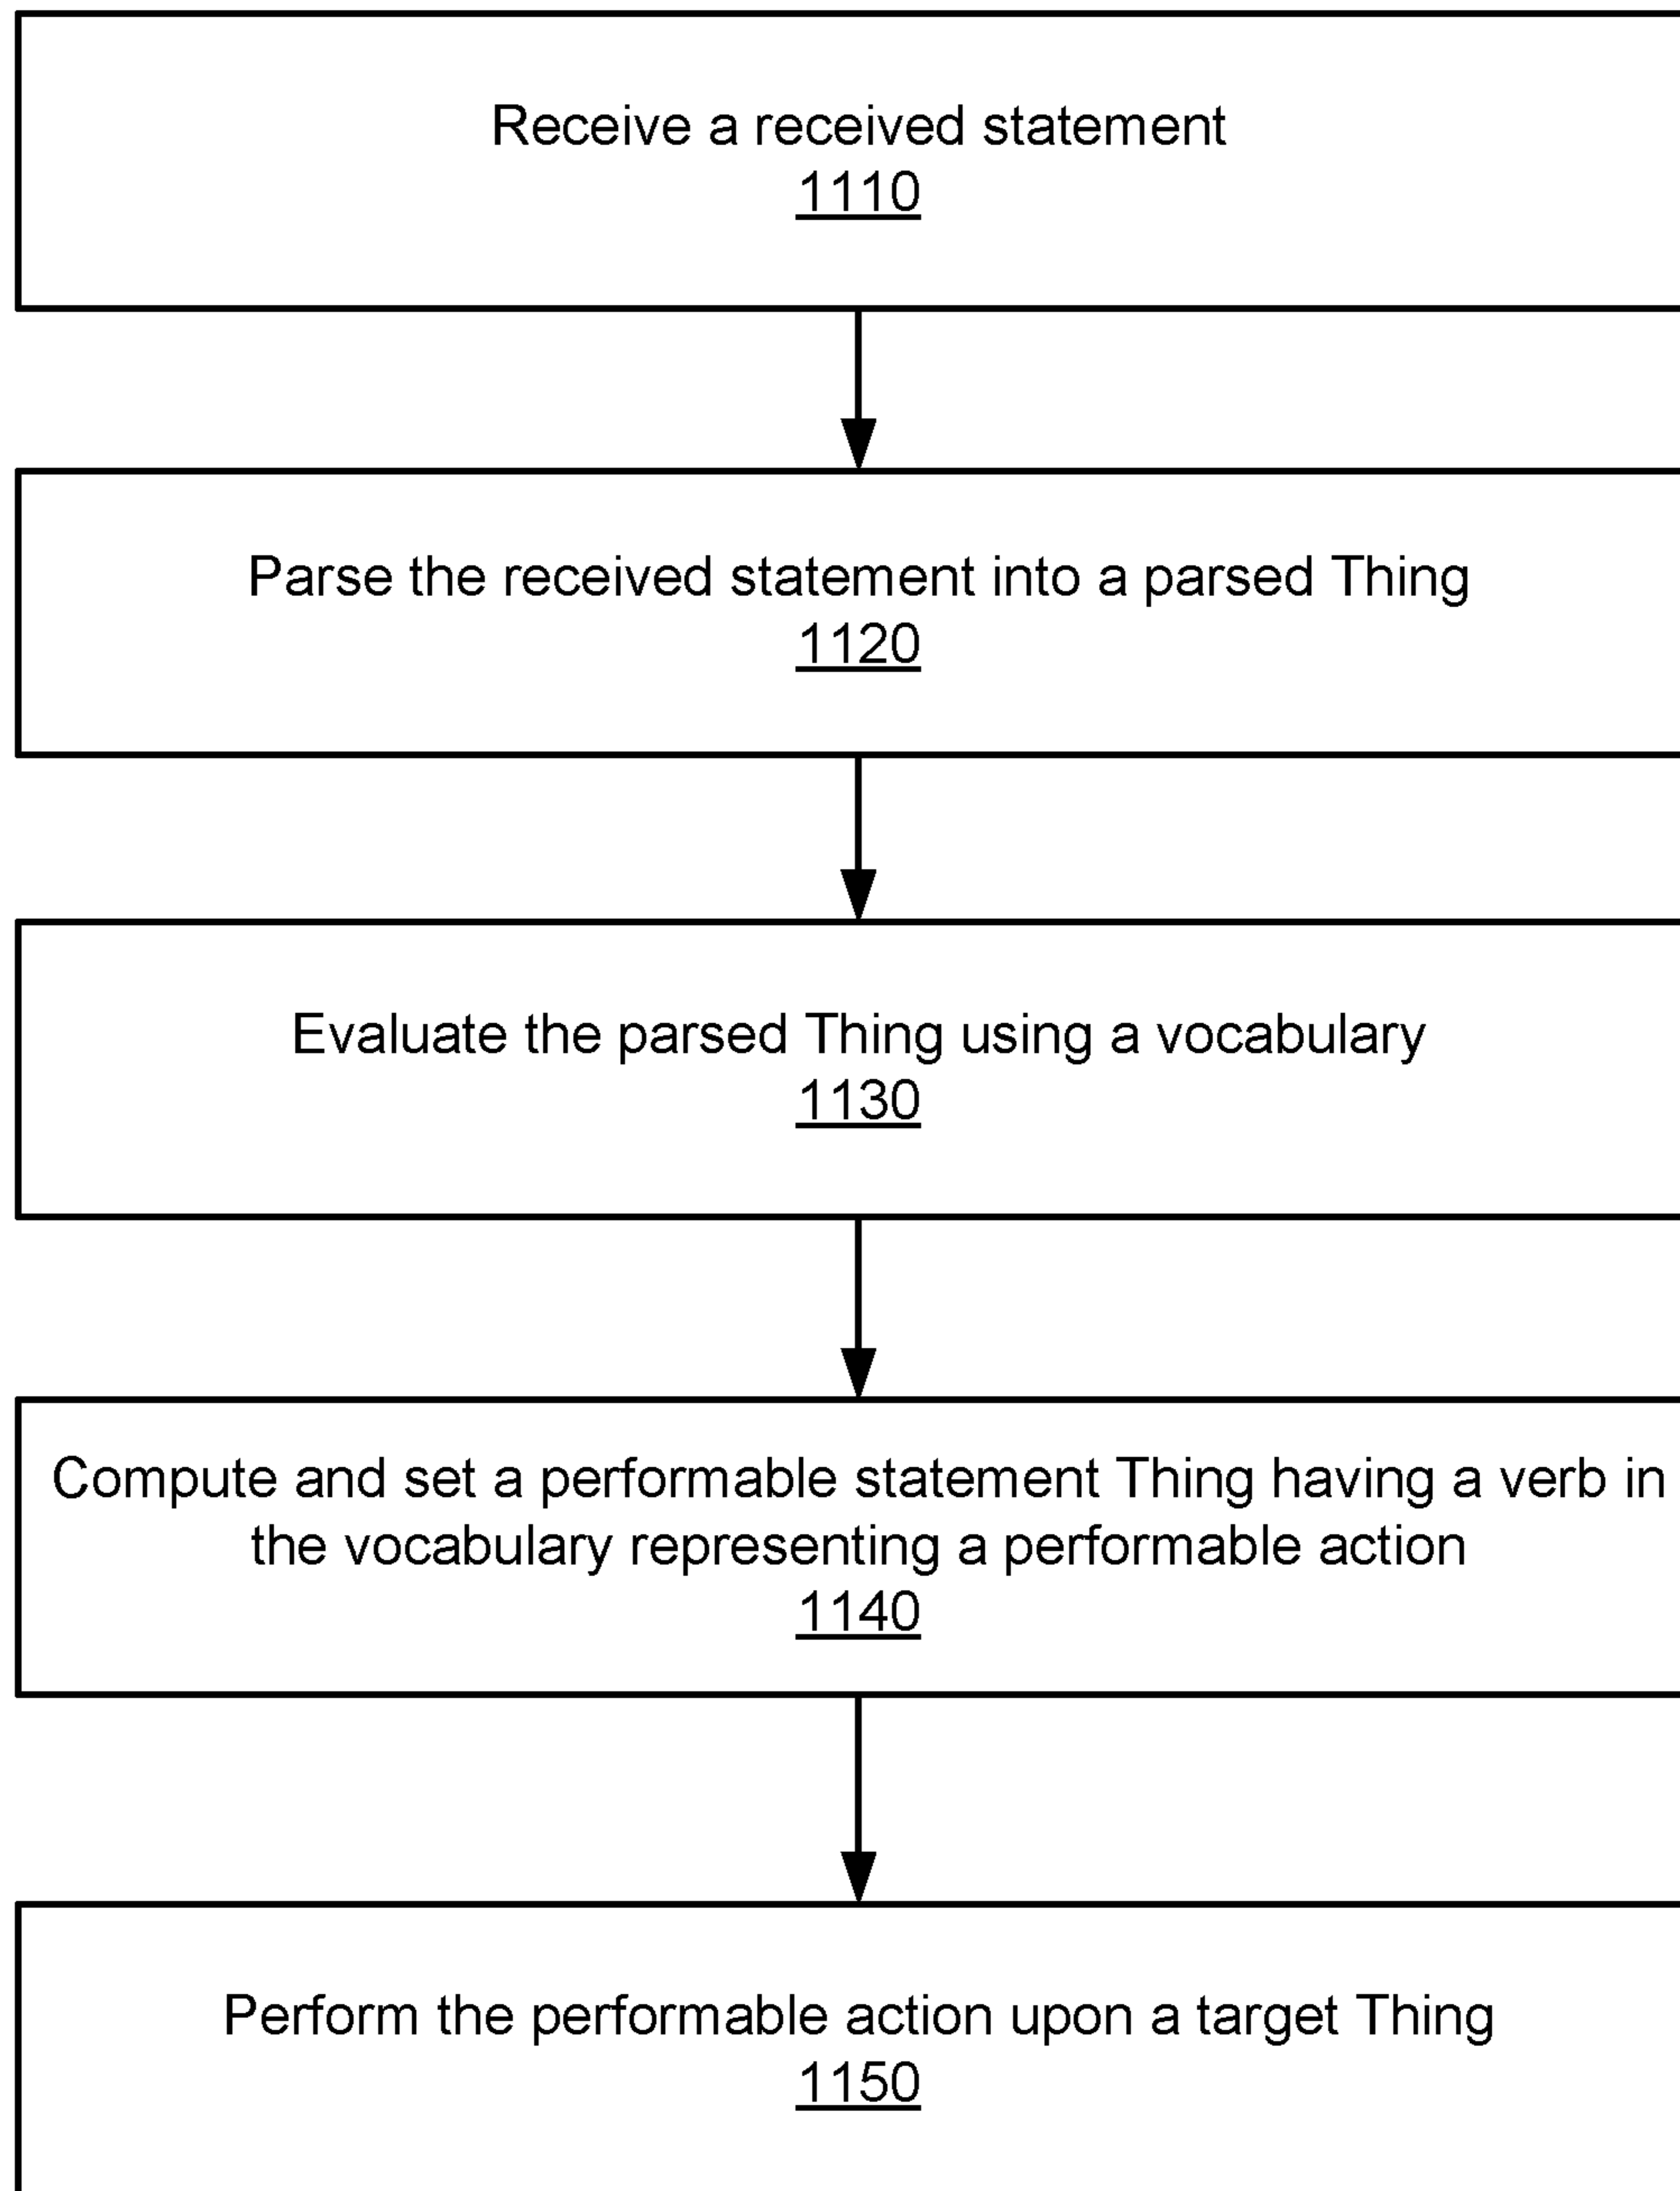 Receive a received statement
1110
Parse the received statement into a parsed Thing
1120
Evaluate the parsed Thing using a vocabulary
1130
Compute and set a performable statement Thing having a verb in
the vocabulary representing a performable action
1140
Perform the performable action upon a target Thing
1150